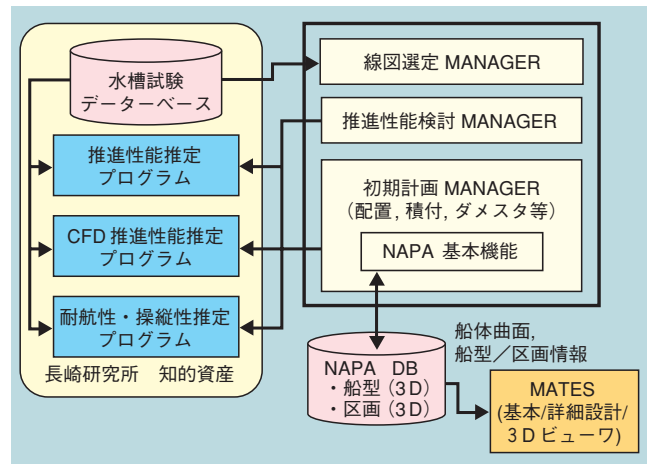 水槽試験
データーベース
推進性能推定
プログラム
CFD 推進性能推定
プログラム
耐航性・操縦性推定
プログラム
長崎研究所 知的資産
線図選定 MANAGER
推進性能検討 MANAGER
初期計画 MANAGER
（配置, 積付, ダメスタ等）
NAPA 基本機能
船体曲面,
船型／区画情報
NAPA DB
・船型（3D）
・区画（3D）
MATES
(基本/詳細設計/
3Dビューワ)